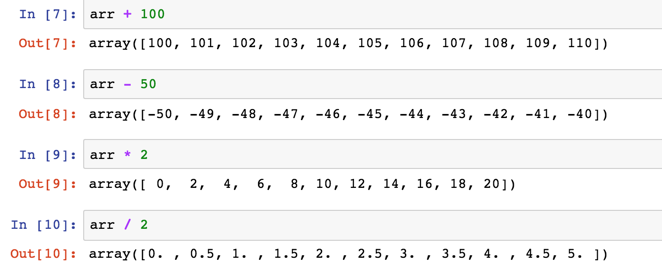 In [7]: arr + 100
Out[7]: array([100, 101, 102, 103, 104, 105, 106, 107, 108, 109, 110])
In [8]: arr - 50
Out[8]: array([-50, -49, -48, -47, -46, -45, -44, -43, -42, -41, -40])
In [9]: arr * 2
Out[9]: array([ 0,  2,  4,  6,  8, 10, 12, 14, 16, 18, 20])
In [10]: arr / 2
Out[10]: array([0. , 0.5, 1. , 1.5, 2. , 2.5, 3. , 3.5, 4. , 4.5, 5. ])